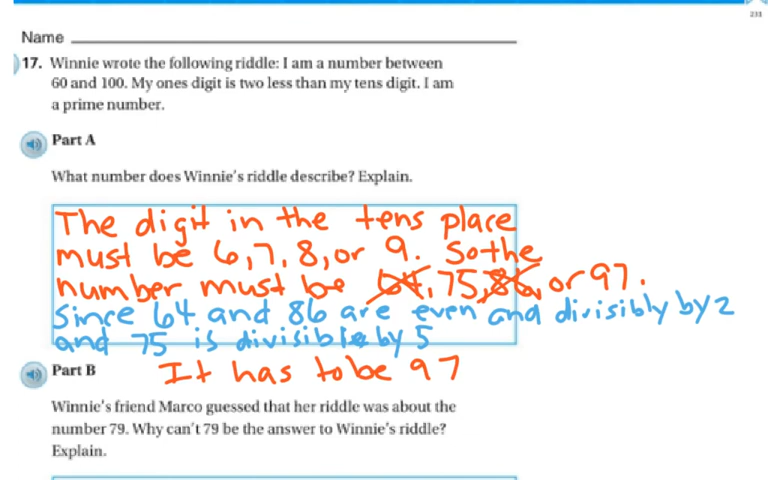 231
Name
17. Winnie wrote the following riddle: I am a number between
60 and 100. My ones digit is two less than my tens digit. I am
a prime number.
Part A
What number does Winnie's riddle describe? Explain.
The digit in the tens place
must be 6, 7, 8, or 9. So the
number must be 64, 75, 86, or 97.
Since 64 and 86 are even and divisibly by 2
and 75 is divisible by 5
It has to be 97
Part B
Winnie's friend Marco guessed that her riddle was about the
number 79. Why can't 79 be the answer to Winnie's riddle?
Explain.